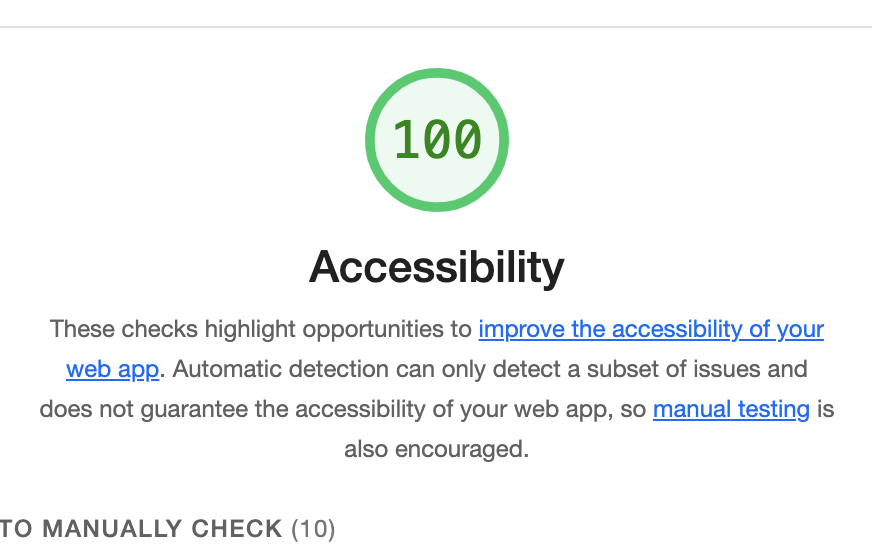 100
Accessibility
These checks highlight opportunities to improve the accessibility of your
web app. Automatic detection can only detect a subset of issues and
does not guarantee the accessibility of your web app, so manual testing is
also encouraged.
TO MANUALLY CHECK (10)